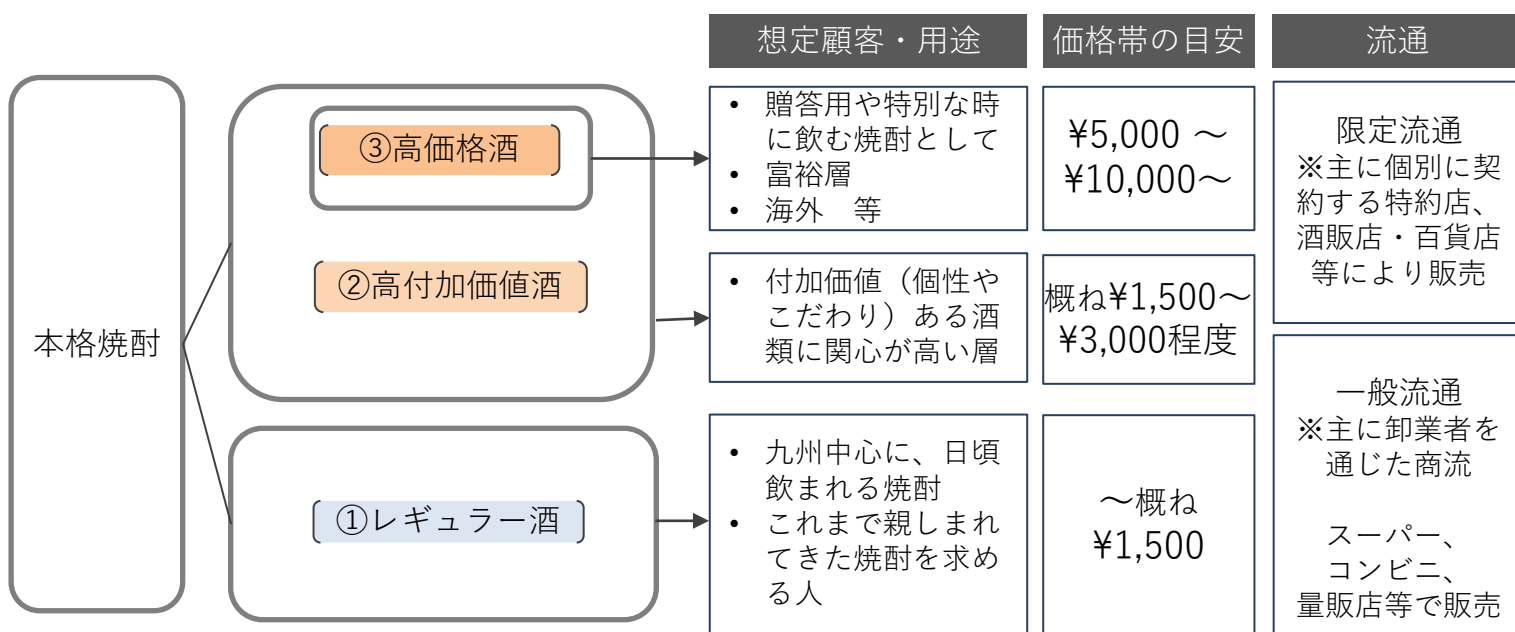 想定顧客・用途
価格帯の目安
流通
本格焼酎
③高価格酒
• 贈答用や特別な時
に飲む焼酎として
• 富裕層
• 海外　等
¥5,000 ～
¥10,000～
限定流通
※主に個別に契
約する特約店、
酒販店・百貨店
等により販売
②高付加価値酒
• 付加価値（個性や
こだわり）ある酒
類に関心が高い層
概ね¥1,500～
¥3,000程度
①レギュラー酒
• 九州中心に、日頃
飲まれる焼酎
• これまで親しまれ
てきた焼酎を求め
る人
～概ね
¥1,500
一般流通
※主に卸業者を
通じた商流
スーパー、
コンビニ、
量販店等で販売